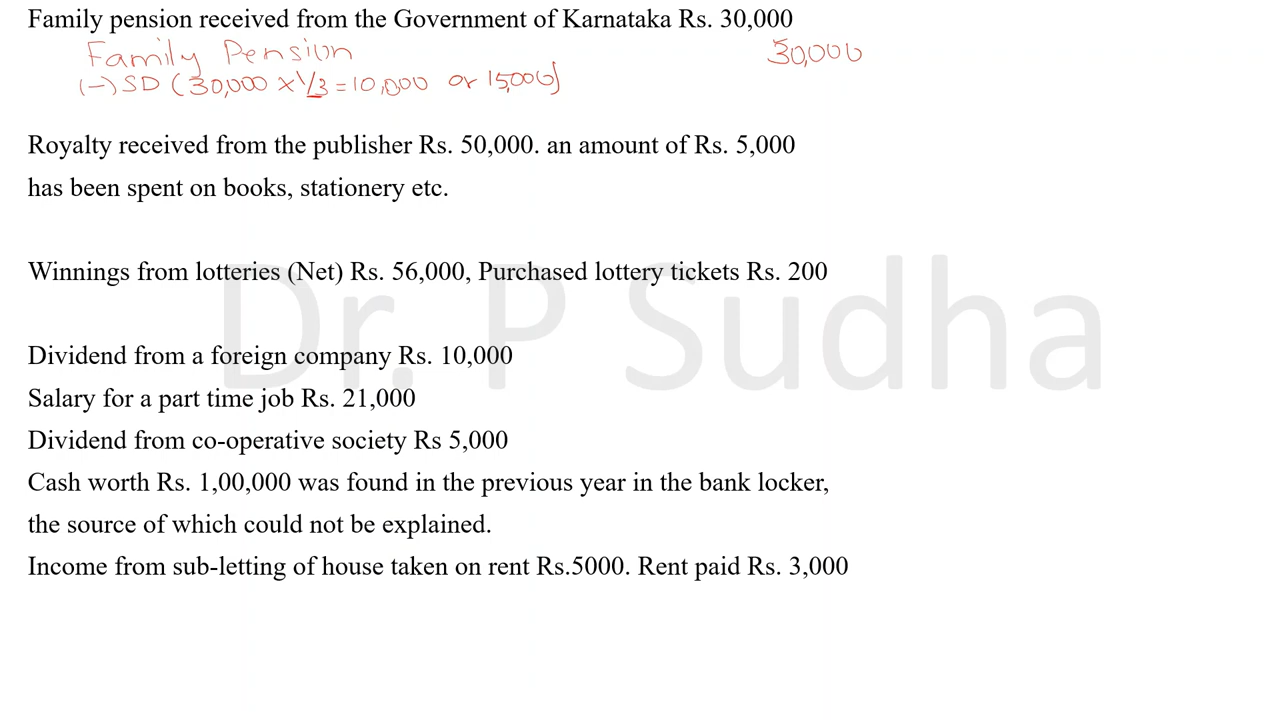 Family pension received from the Government of Karnataka Rs. 30,000
Family Pension 30,000
(-) SD (30,000 x 1/3 = 10,000 or 15,000]
Royalty received from the publisher Rs. 50,000. an amount of Rs. 5,000
has been spent on books, stationery etc.
Winnings from lotteries (Net) Rs. 56,000, Purchased lottery tickets Rs. 200
Dr. P Sudha
Dividend from a foreign company Rs. 10,000
Salary for a part time job Rs. 21,000
Dividend from co-operative society Rs 5,000
Cash worth Rs. 1,00,000 was found in the previous year in the bank locker,
the source of which could not be explained.
Income from sub-letting of house taken on rent Rs.5000. Rent paid Rs. 3,000